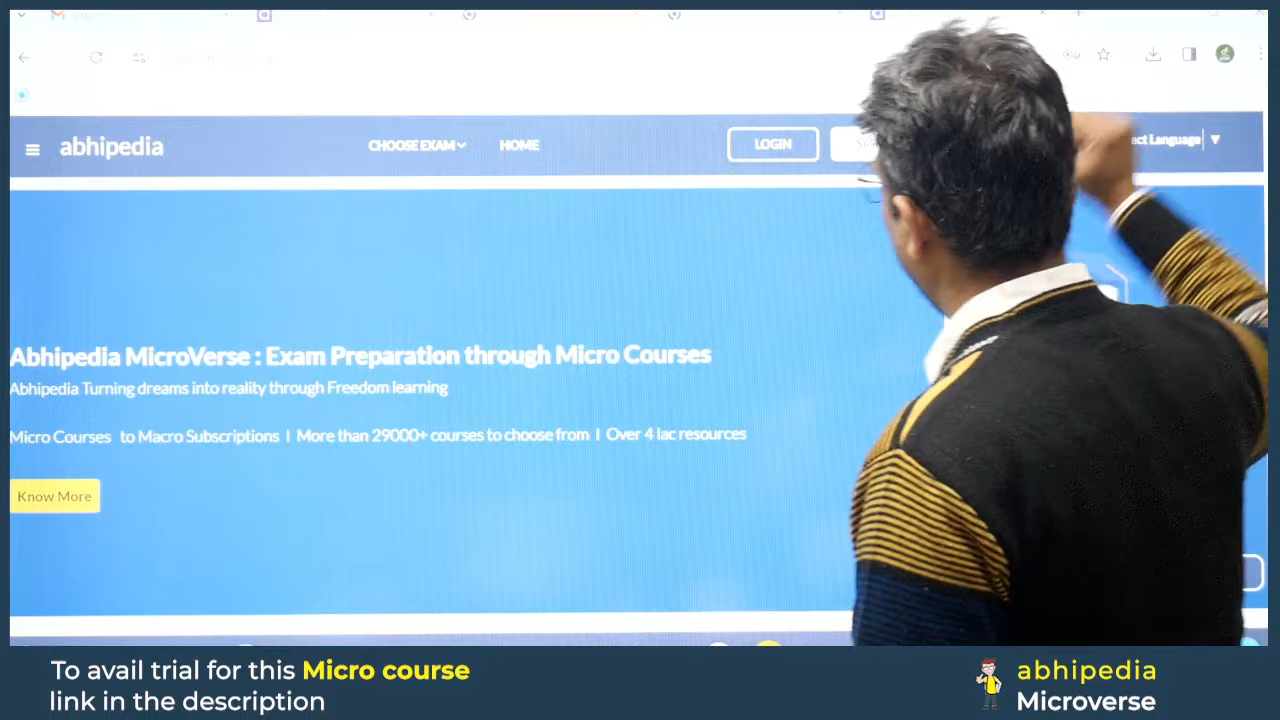 abhipedia
CHOOSE EXAM
HOME
LOGIN
ect Language
Abhipedia MicroVerse : Exam Preparation through Micro Courses
Abhipedia Turning dreams into reality through Freedom learning
Micro Courses to Macro Subscriptions | More than 29000+ courses to choose from | Over 4 lac resources
Know More
To avail trial for this Micro course
link in the description
abhipedia
Microverse